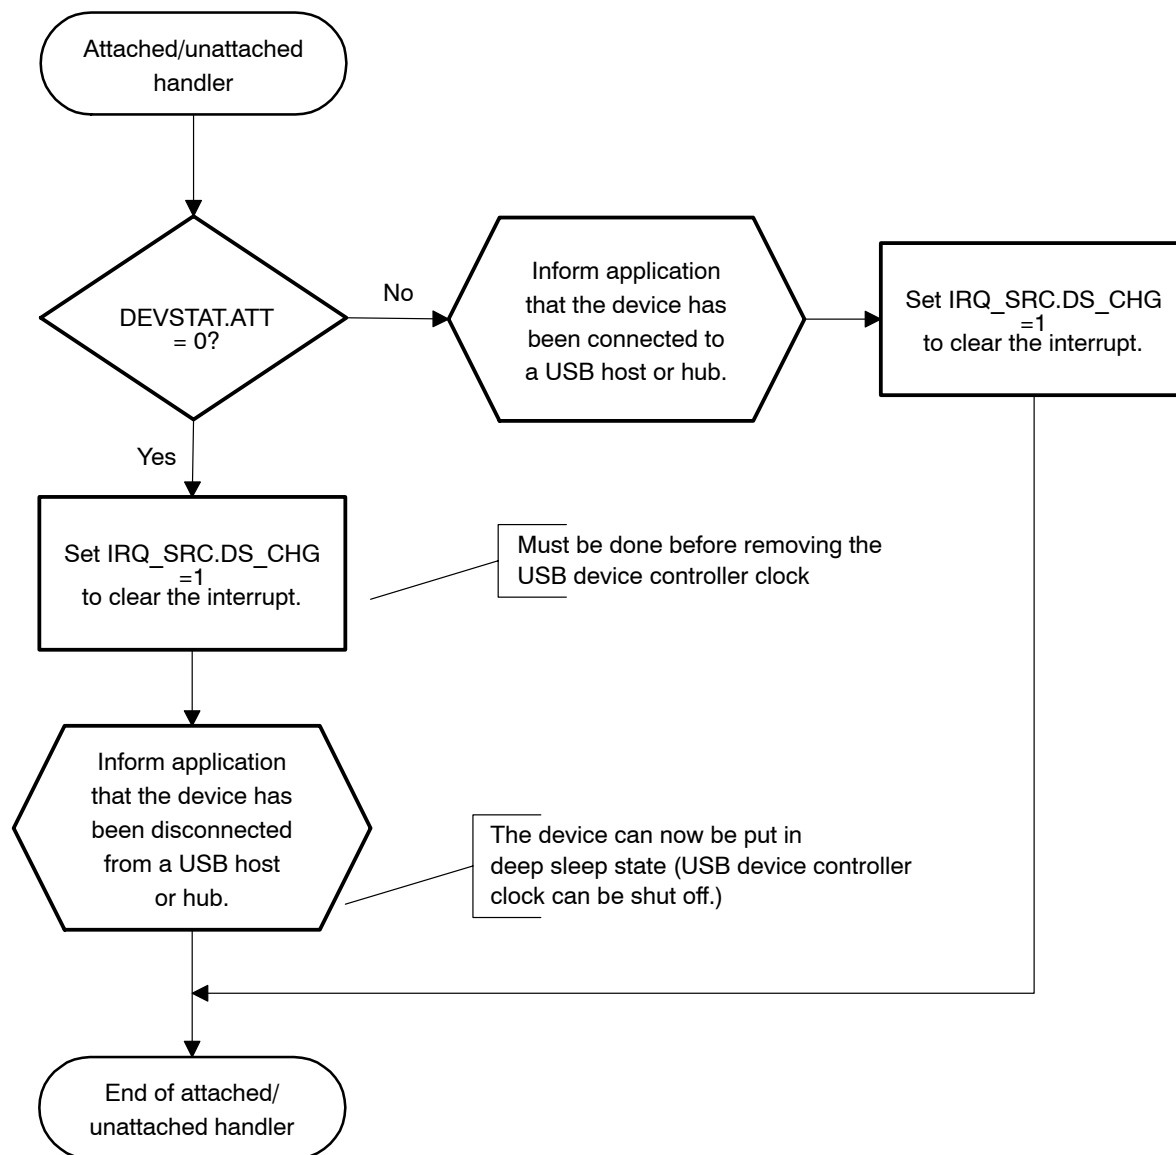 Attached/unattached
handler
DEVSTAT.ATT
= 0?
No
Inform application
that the device has
been connected to
a USB host or hub.
Set IRQ_SRC.DS_CHG
=1
to clear the interrupt.
Yes
Set IRQ_SRC.DS_CHG
=1
to clear the interrupt.
Must be done before removing the
USB device controller clock
Inform application
that the device has
been disconnected
from a USB host
or hub.
The device can now be put in
deep sleep state (USB device controller
clock can be shut off.)
End of attached/
unattached handler